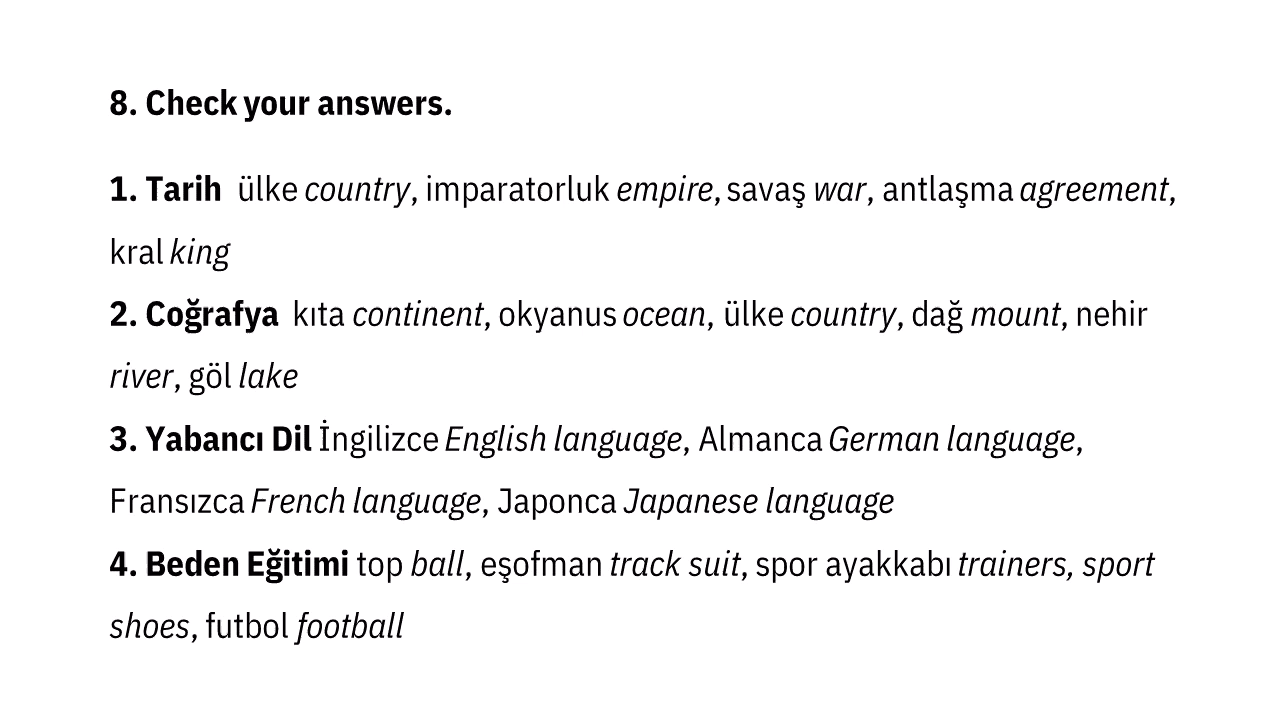 8. Check your answers.
1. Tarih ülke country, imparatorluk empire, savaş war, antlaşma agreement,
kral king
2. Coğrafya kıta continent, okyanus ocean, ülke country, dağ mount, nehir
river, göl lake
3. Yabancı Dil İngilizce English language, Almanca German language,
Fransızca French language, Japonca Japanese language
4. Beden Eğitimi top ball, eşofman track suit, spor ayakkabı trainers, sport
shoes, futbol football